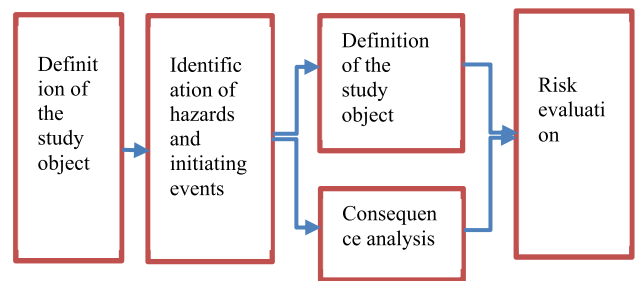 Definit
ion of
the
study
object
Identific
ation of
hazards
and
initiating
events
Definition
of the
study
object
Consequen
ce analysis
Risk
evaluati
on